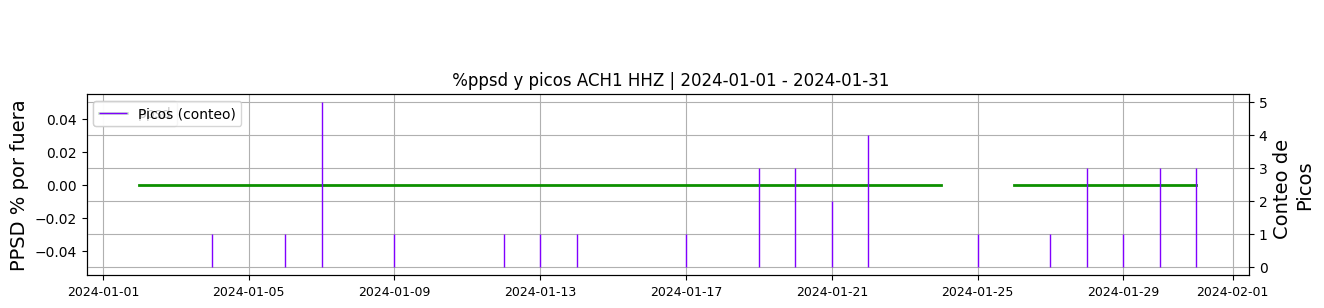 %ppsd y picos ACH1 HHZ | 2024-01-01 - 2024-01-31
PPSD % por fuera
0.04
0.02
0.00
−0.02
−0.04
Picos (conteo)
5
4
3
2
1
0
Conteo de
Picos
2024-01-01 2024-01-05 2024-01-09 2024-01-13 2024-01-17 2024-01-21 2024-01-25 2024-01-29 2024-02-01